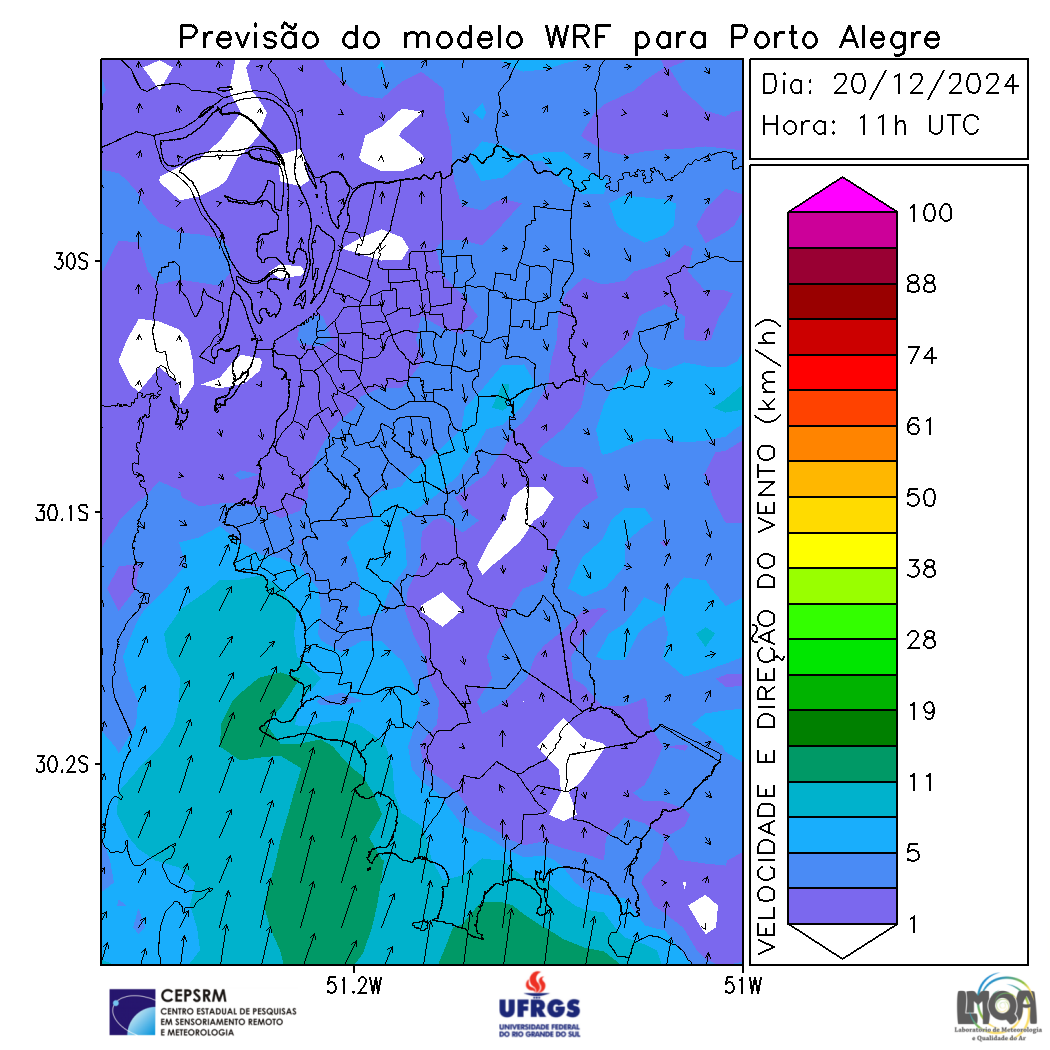 Previsão do modelo WRF para Porto Alegre
Dia: 20/12/2024
Hora: 11h UTC
30S
30.1S
30.2S
51.2W
51W
VELOCIDADE E DIREÇÃO DO VENTO (km/h)
100
88
74
61
50
38
28
19
11
5
1
CEPSRM
CENTRO ESTADUAL DE PESQUISAS
EM SENSORIAMENTO REMOTO
E METEOROLOGIA
UFRGS
UNIVERSIDADE FEDERAL
DO RIO GRANDE DO SUL
LMQA
Laboratório de Meteorologia
e Qualidade do Ar